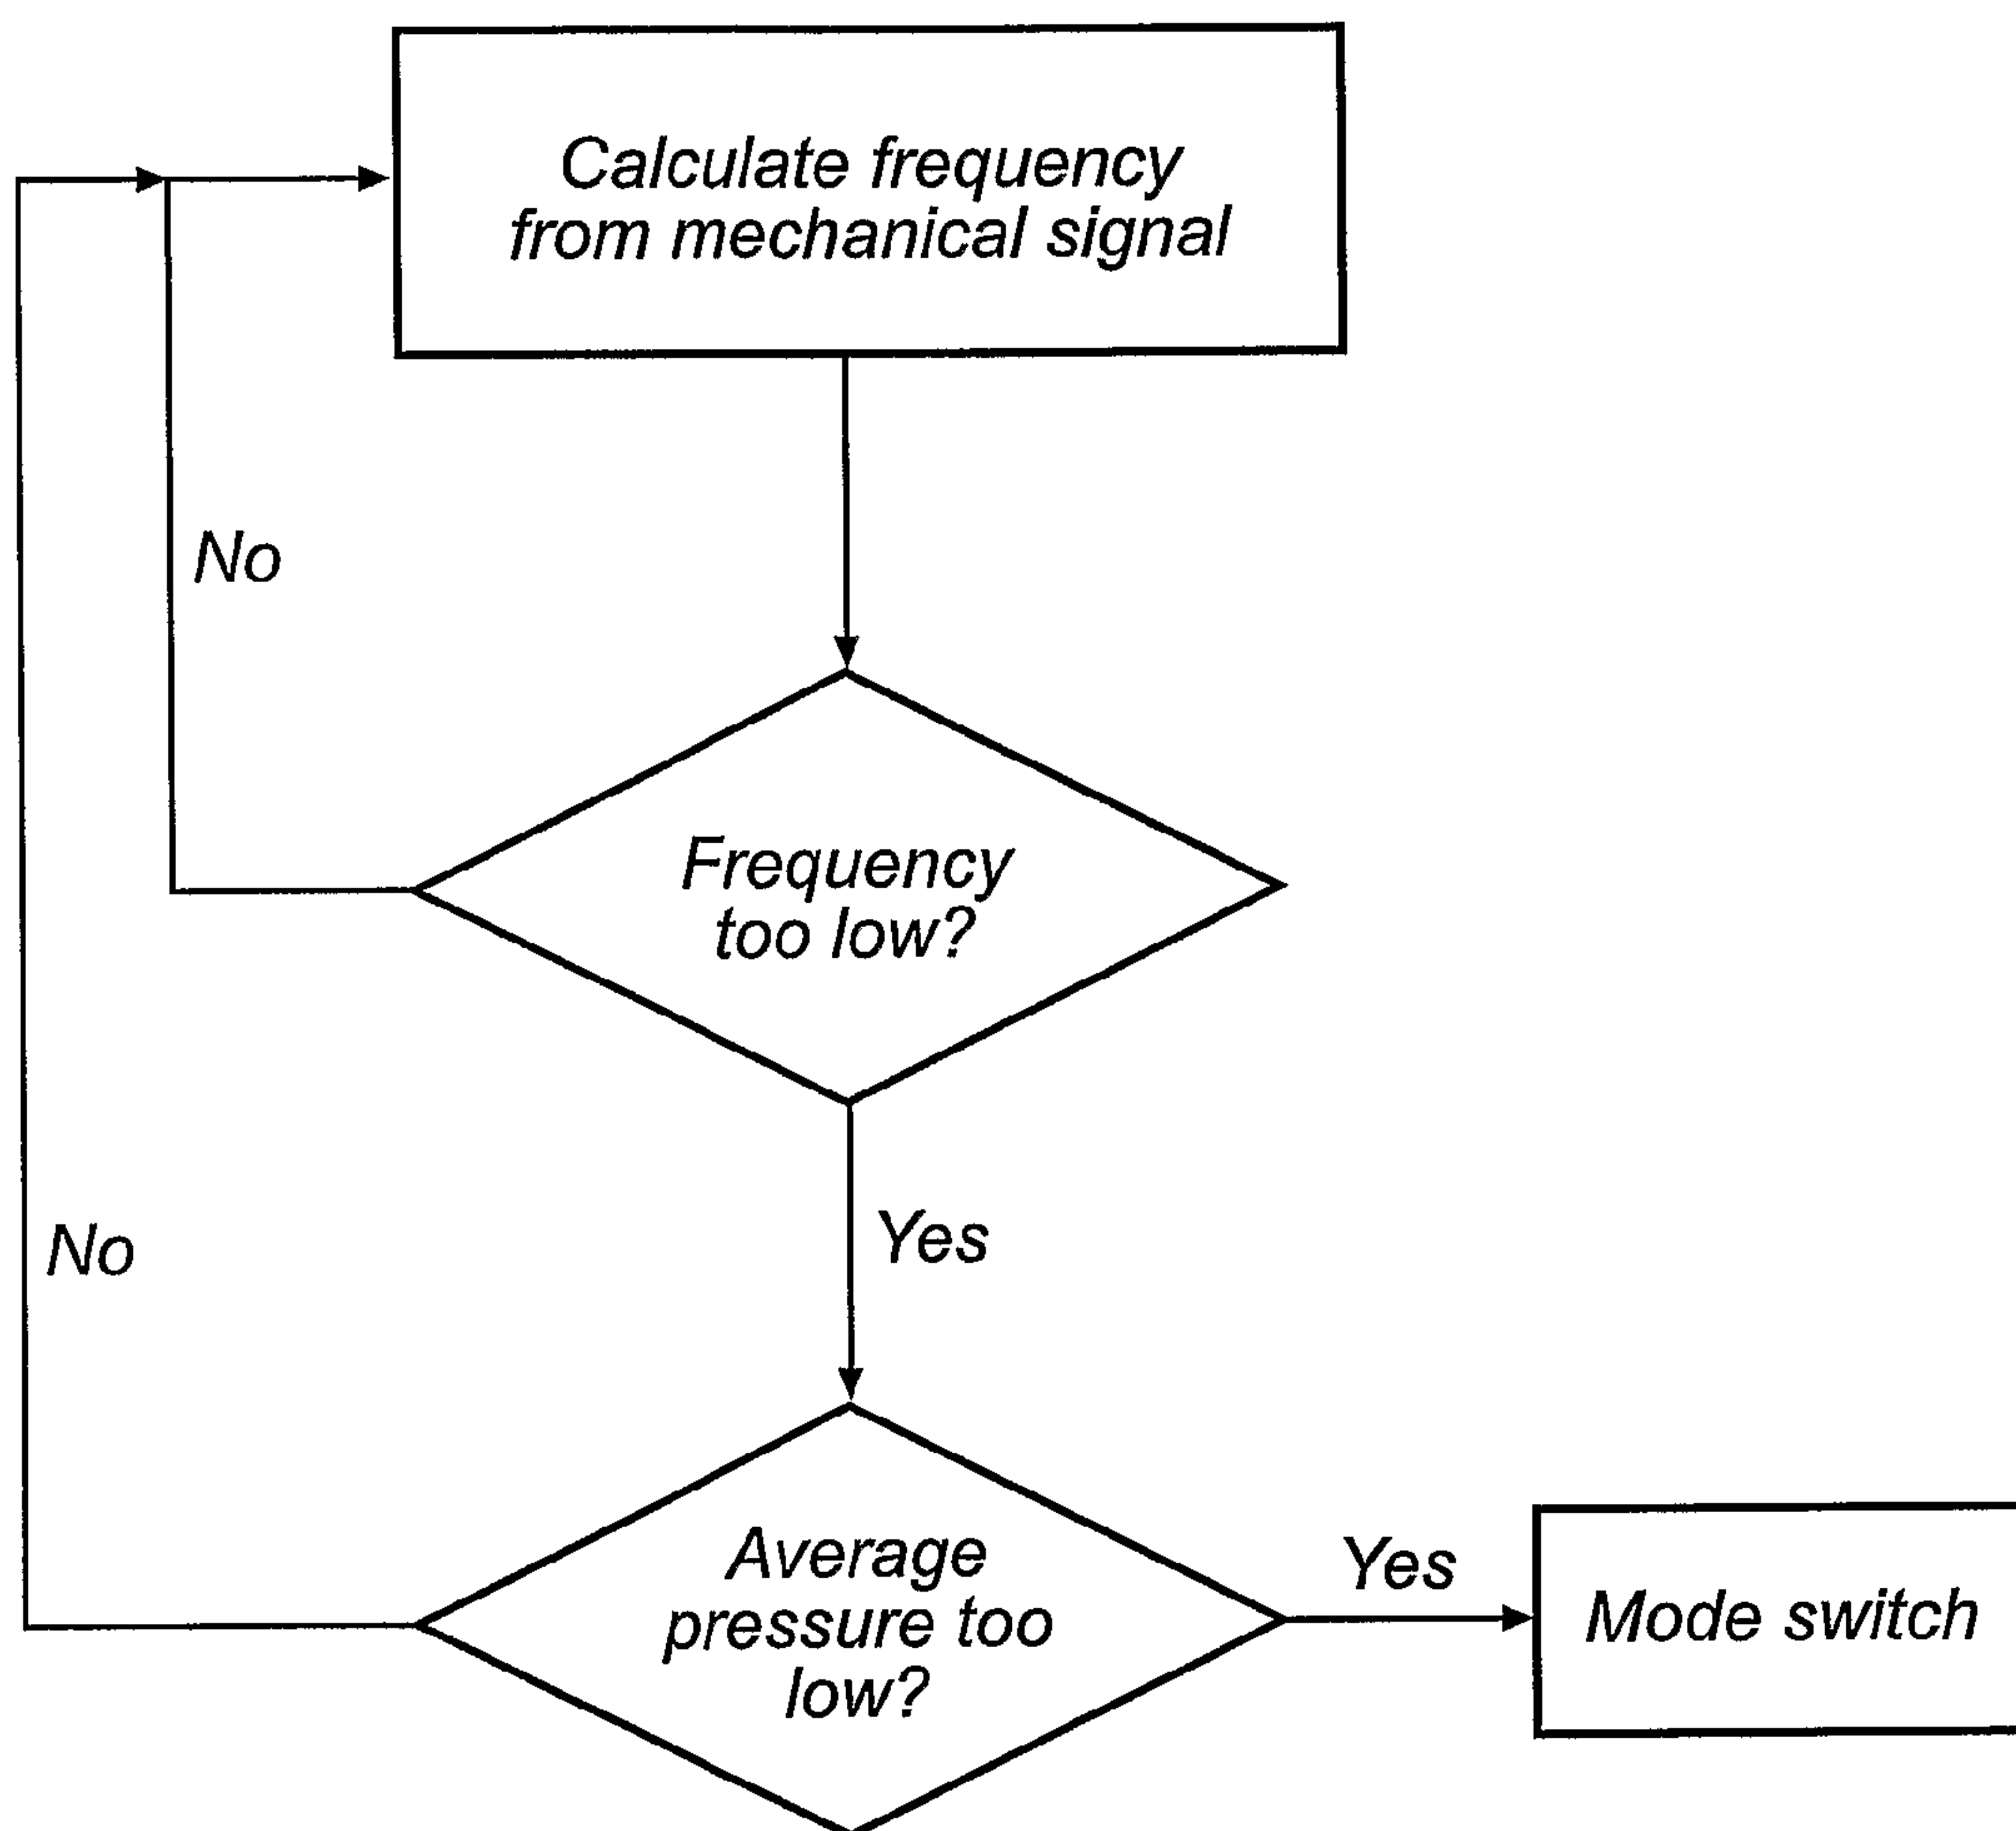 Calculate frequency
from mechanical signal
No
Frequency
too low?
Yes
No
Average
pressure too
low?
Yes
Mode switch